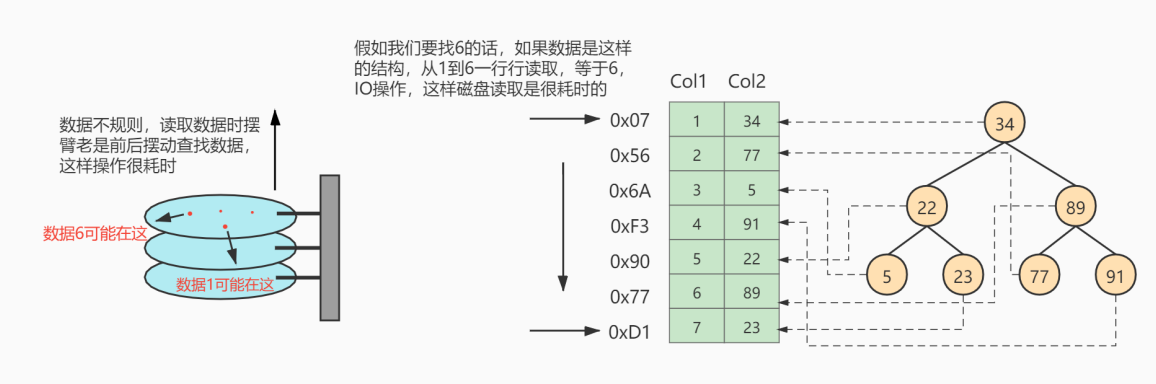 假如我们要找6的话，如果数据是这样
的结构，从1到6一行行读取，等于6，
IO操作，这样磁盘读取是很耗时的
数据不规则，读取数据时摆
臂老是前后摆动查找数据，
这样操作很耗时
数据6可能在这
数据1可能在这
Col1 Col2
0x07 1 34
0x56 2 77
0x6A 3 5
0xF3 4 91
0x90 5 22
0x77 6 89
0xD1 7 23
34
22 89
5 23 77 91